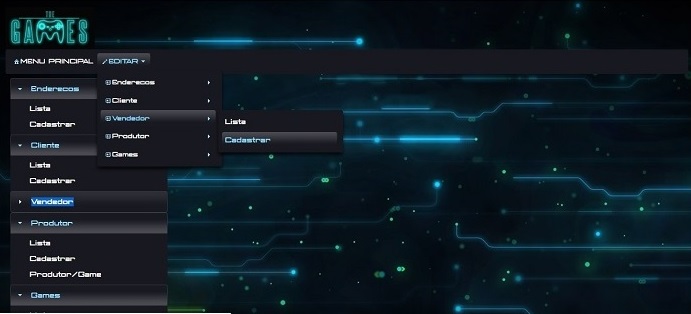 THE
GAMES
MENU PRINCIPAL EDITAR
Enderecos
Lista
Cadastrar
Cliente
Lista
Cadastrar
Vendedor
Produtor
Lista
Cadastrar
Produtor/Game
Games
Enderecos
Cliente
Vendedor
Produtor
Games
Lista
Cadastrar